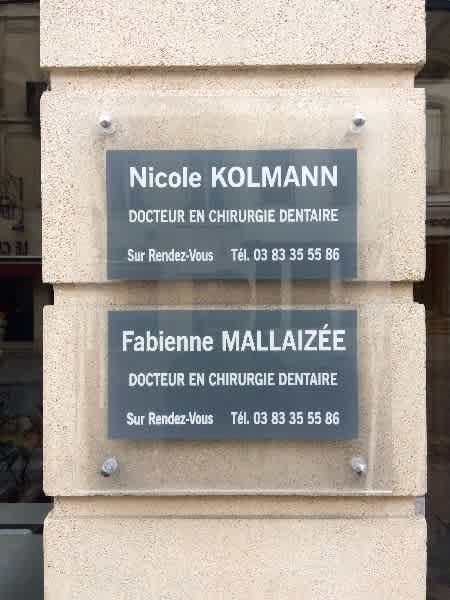 Nicole KOLMANN
DOCTEUR EN CHIRURGIE DENTAIRE
Sur Rendez-Vous Tél. 03 83 35 55 86
Fabienne MALLAIZÉE
DOCTEUR EN CHIRURGIE DENTAIRE
Sur Rendez-Vous Tél. 03 83 35 55 86